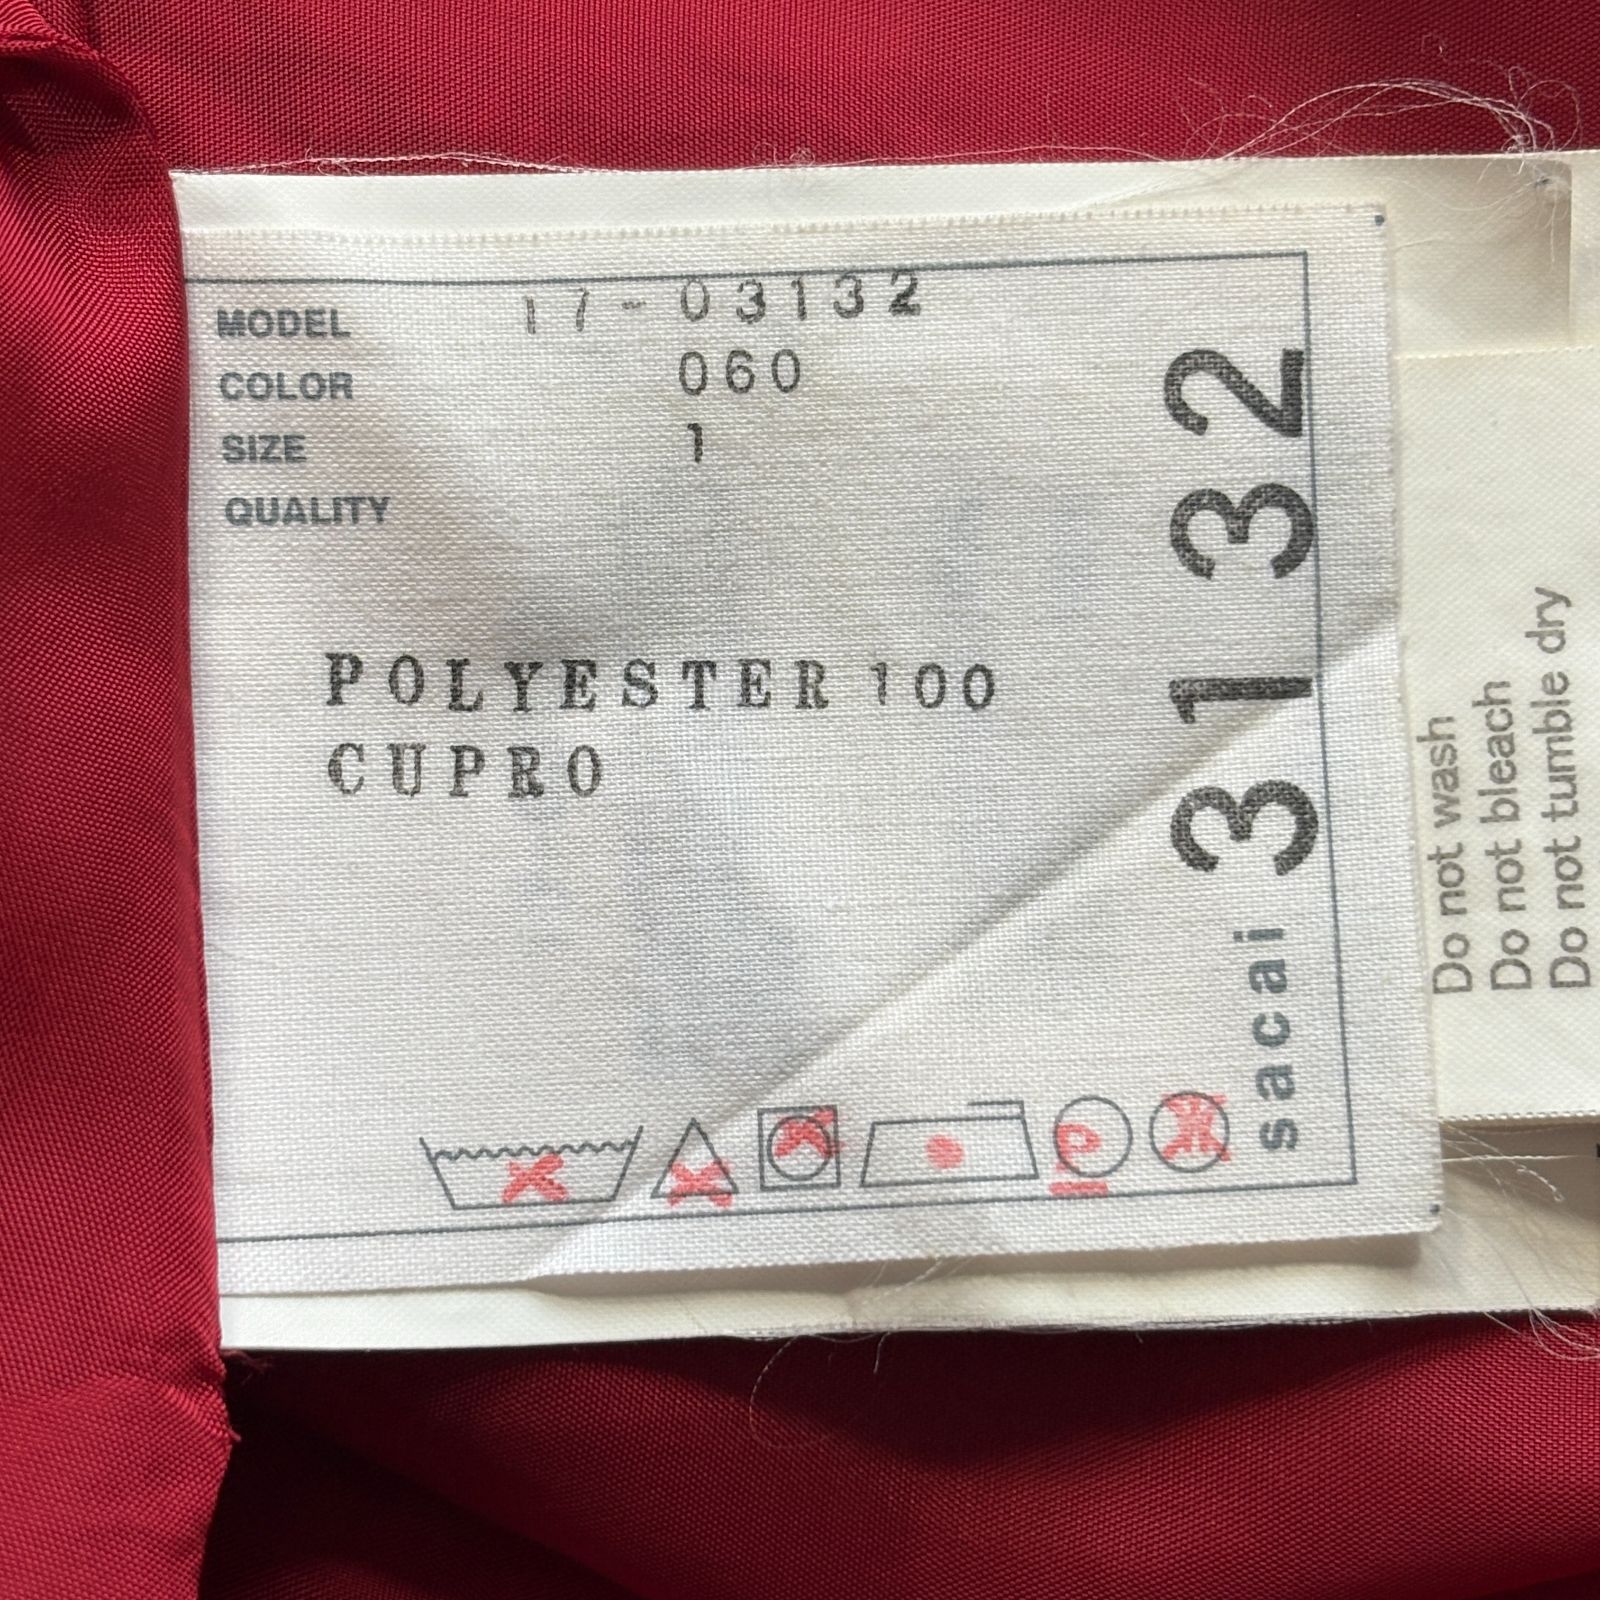 MODEL 17-03132
COLOR 060
SIZE 1
QUALITY
POLYESTER 100
CUPRO
P
sacai 3132
Do not wash
Do not bleach
Do not tumble dry